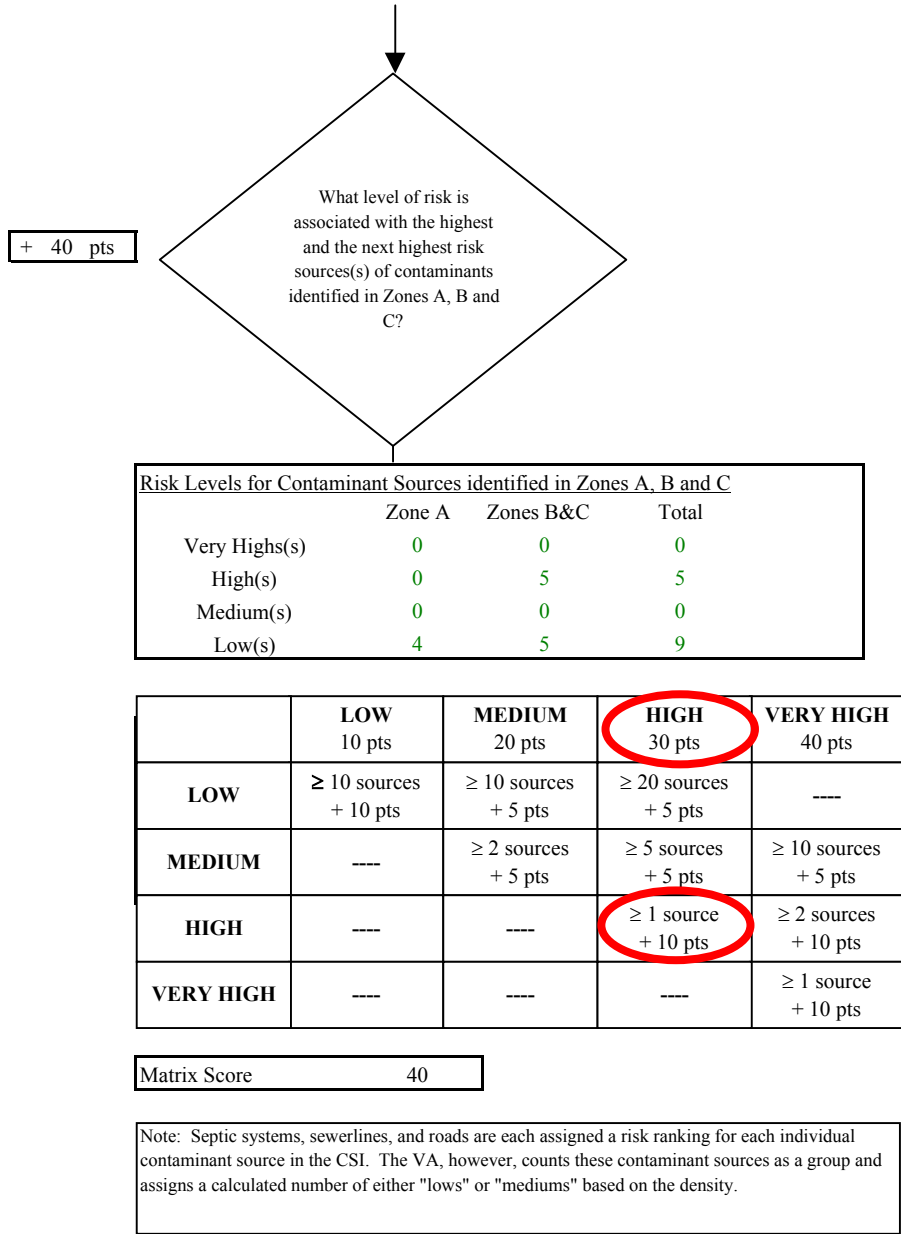 What level of risk is
associated with the highest
and the next highest risk
sources(s) of contaminants
identified in Zones A, B and
C?
+ 40 pts
Risk Levels for Contaminant Sources identified in Zones A, B and C
Zone A Zones B&C Total
Very Highs(s) 0 0 0
High(s) 0 5 5
Medium(s) 0 0 0
Low(s) 4 5 9
LOW MEDIUM HIGH VERY HIGH
10 pts 20 pts 30 pts 40 pts
LOW ≥ 10 sources ≥ 10 sources ≥ 20 sources ----
+ 10 pts + 5 pts + 5 pts
MEDIUM ---- ≥ 2 sources ≥ 5 sources ≥ 10 sources
+ 5 pts + 5 pts + 5 pts
HIGH ---- ---- ≥ 1 source ≥ 2 sources
+ 10 pts + 10 pts
VERY HIGH ---- ---- ---- ≥ 1 source
+ 10 pts
Matrix Score 40
Note: Septic systems, sewerlines, and roads are each assigned a risk ranking for each individual
contaminant source in the CSI. The VA, however, counts these contaminant sources as a group and
assigns a calculated number of either "lows" or "mediums" based on the density.